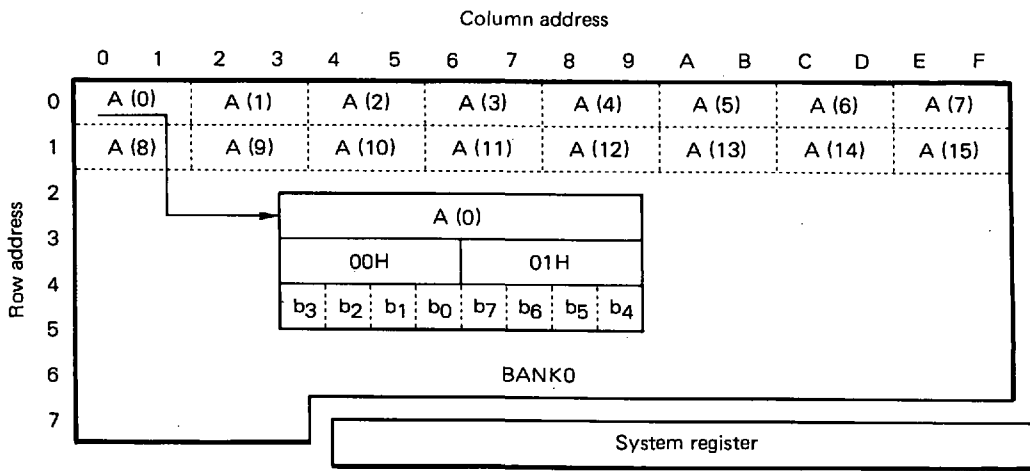 Column address
0 1 2 3 4 5 6 7 8 9 A B C D E F
0 A (0) A (1) A (2) A (3) A (4) A (5) A (6) A (7)
1 A (8) A (9) A (10) A (11) A (12) A (13) A (14) A (15)
2
A (0)
3
00H 01H
4
b3 b2 b1 b0 b7 b6 b5 b4
5
6 BANK0
7
System register
Row address